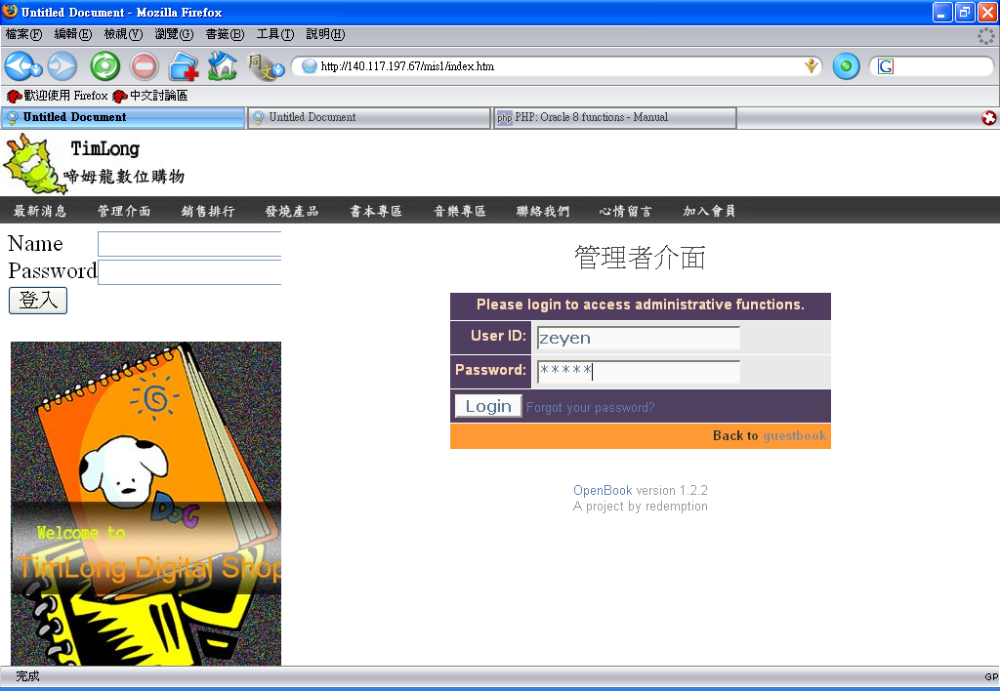 Untitled Document - Mozilla Firefox
檔案(F) 編輯(E) 檢視(V) 瀏覽(G) 書籤(B) 工具(T) 說明(H)
http://140.117.197.67/mis1/index.htm
歡迎使用 Firefox 中文討論區
Untitled Document Untitled Document php PHP: Oracle 8 functions - Manual
TimLong
啼姆龍數位購物
最新消息 管理介面 銷售排行 發燒產品 書本專區 音樂專區 聯絡我們 心情留言 加入會員
Name
Password
登入
DOG
Welcome to
TimLong Digital Shop
管理者介面
Please login to access administrative functions.
User ID: zeyen
Password: *****
Login Forgot your password?
Back to guestbook
OpenBook version 1.2.2
A project by redemption
完成 GP